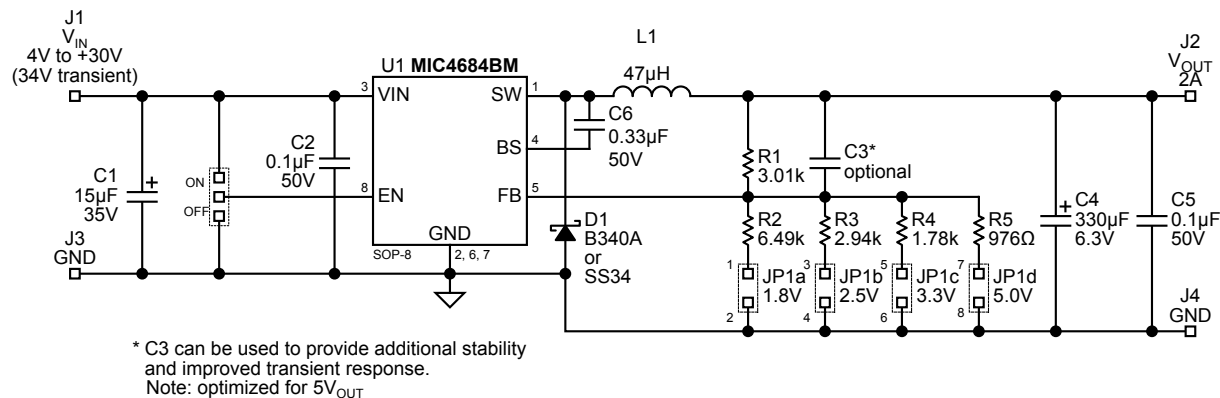 J1
VIN
4V to +30V
(34V transient)
U1 MIC4684BM
3
VIN
SW
1
L1
47µH
J2
VOUT
2A
C1
15µF
35V
+
ON
OFF
C2
0.1µF
50V
8
EN
BS
4
FB
5
GND
SOP-8
2, 6, 7
C6
0.33µF
50V
D1
B340A
or
SS34
R1
3.01k
C3*
optional
R2
6.49k
R3
2.94k
R4
1.78k
R5
976Ω
1
JP1a
1.8V
2
3
JP1b
2.5V
4
5
JP1c
3.3V
6
7
JP1d
5.0V
8
+
C4
330µF
6.3V
C5
0.1µF
50V
J3
GND
J4
GND
* C3 can be used to provide additional stability
and improved transient response.
Note: optimized for 5VOUT